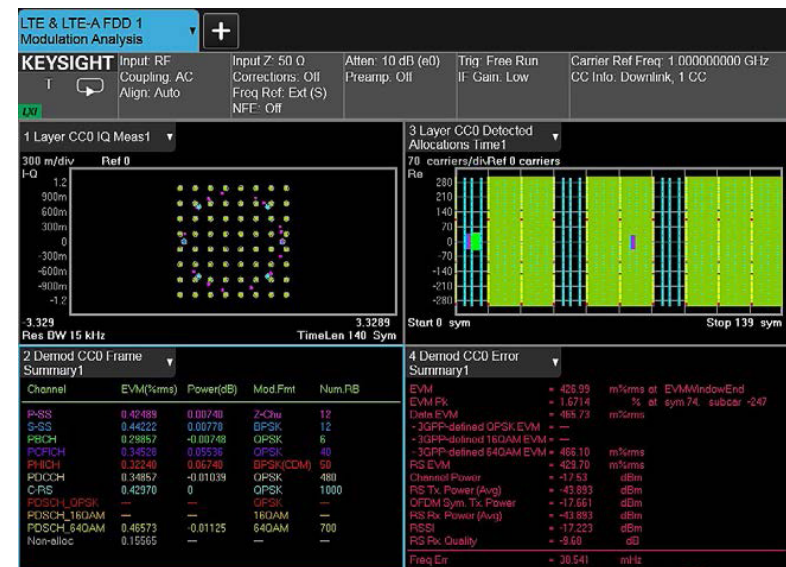 LTE & LTE-A FDD 1
Modulation Analysis
+
KEYSIGHT
T
LXI
Input: RF
Coupling: AC
Align: Auto
Input Z: 50 Ω
Corrections: Off
Freq Ref: Ext (S)
NFE: Off
Atten: 10 dB (e0)
Preamp: Off
Trig: Free Run
IF Gain: Low
Carrier Ref Freq: 1.000000000 GHz
CC Info: Downlink, 1 CC
1 Layer CC0 IQ Meas1
300 m/div Ref 0
I-Q
1.2
900m
600m
300m
0
-300m
-600m
-900m
-1.2
-3.329 3.3289
Res BW 15 kHz TimeLen 140 Sym
3 Layer CC0 Detected
Allocations Time1
70 carriers/div Ref 0 carriers
Re
280
210
140
70
0
-70
-140
-210
-280
Start 0 sym Stop 139 sym
2 Demod CC0 Frame
Summary1
Channel EVM(%rms) Power(dB) Mod.Fmt Num.RB
P-SS 0.42489 0.00740 Z-Chu 12
S-SS 0.44222 0.00778 BPSK 12
PBCH 0.29857 -0.00748 QPSK 6
PCFICH 0.34528 0.05536 QPSK 40
PHICH 0.32240 0.06740 BPSK(CDM) 50
PDCCH 0.34857 -0.01039 QPSK 480
C-RS 0.42970 0 QPSK 1000
PDSCH_QPSK — — QPSK —
PDSCH_16QAM — — 16QAM —
PDSCH_64QAM 0.46573 -0.01125 64QAM 700
Non-alloc 0.15565 — — —
4 Demod CC0 Error
Summary1
EVM = 426.99 m%rms at EVMWindowEnd
EVM Pk = 1.6714 % at sym 74, subcar -247
Data EVM = 465.73 m%rms
- 3GPP-defined QPSK EVM = —
- 3GPP-defined 16QAM EVM = —
- 3GPP-defined 64QAM EVM = 466.10 m%rms
RS EVM = 429.70 m%rms
Channel Power = -17.53 dBm
RS Tx. Power (Avg) = -43.893 dBm
OFDM Sym. Tx. Power = -17.661 dBm
RS Rx. Power (Avg) = -43.893 dBm
RSSI = -17.223 dBm
RS Rx. Quality = -9.68 dB
Freq Err = 30.541 mHz